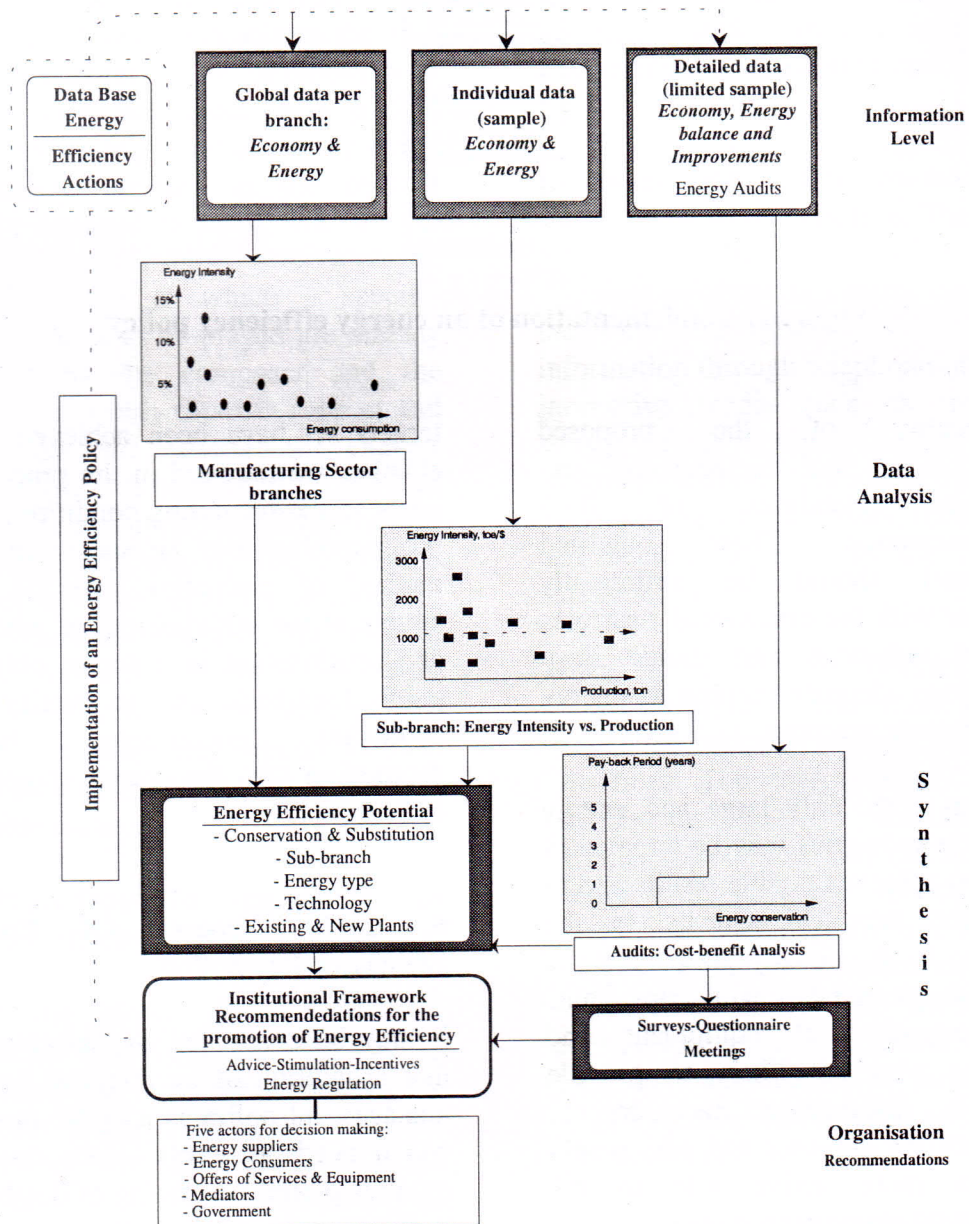 Data Base
Energy
Efficiency
Actions
Global data per
branch:
Economy &
Energy
Individual data
(sample)
Economy &
Energy
Detailed data
(limited sample)
Economy, Energy
balance and
Improvements
Energy Audits
Information
Level
Energy Intensity
15%
10%
5%
Energy consumption
Manufacturing Sector
branches
Data
Analysis
Implementation of an Energy Efficiency Policy
Energy Intensity, toe/$
3000
2000
1000
Production, ton
Sub-branch: Energy Intensity vs. Production
Pay-back Period (years)
5
4
3
2
1
0
Energy conservation
Audits: Cost-benefit Analysis
Synthesis
Energy Efficiency Potential
- Conservation & Substitution
- Sub-branch
- Energy type
- Technology
- Existing & New Plants
Institutional Framework
Recommendedations for the
promotion of Energy Efficiency
Advice-Stimulation-Incentives
Energy Regulation
Surveys-Questionnaire
Meetings
Five actors for decision making:
- Energy suppliers
- Energy Consumers
- Offers of Services & Equipment
- Mediators
- Government
Organisation
Recommendations